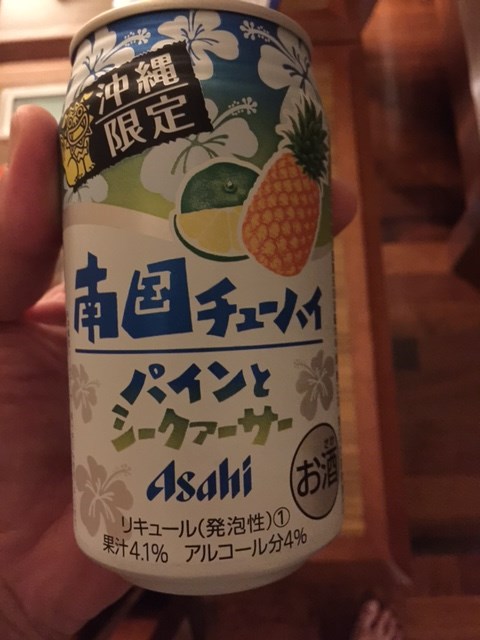 沖縄
限定
南国チューハイ
パインと
シークァーサー
Asahi
お酒
リキュール(発泡性)①
果汁4.1% アルコール分4%